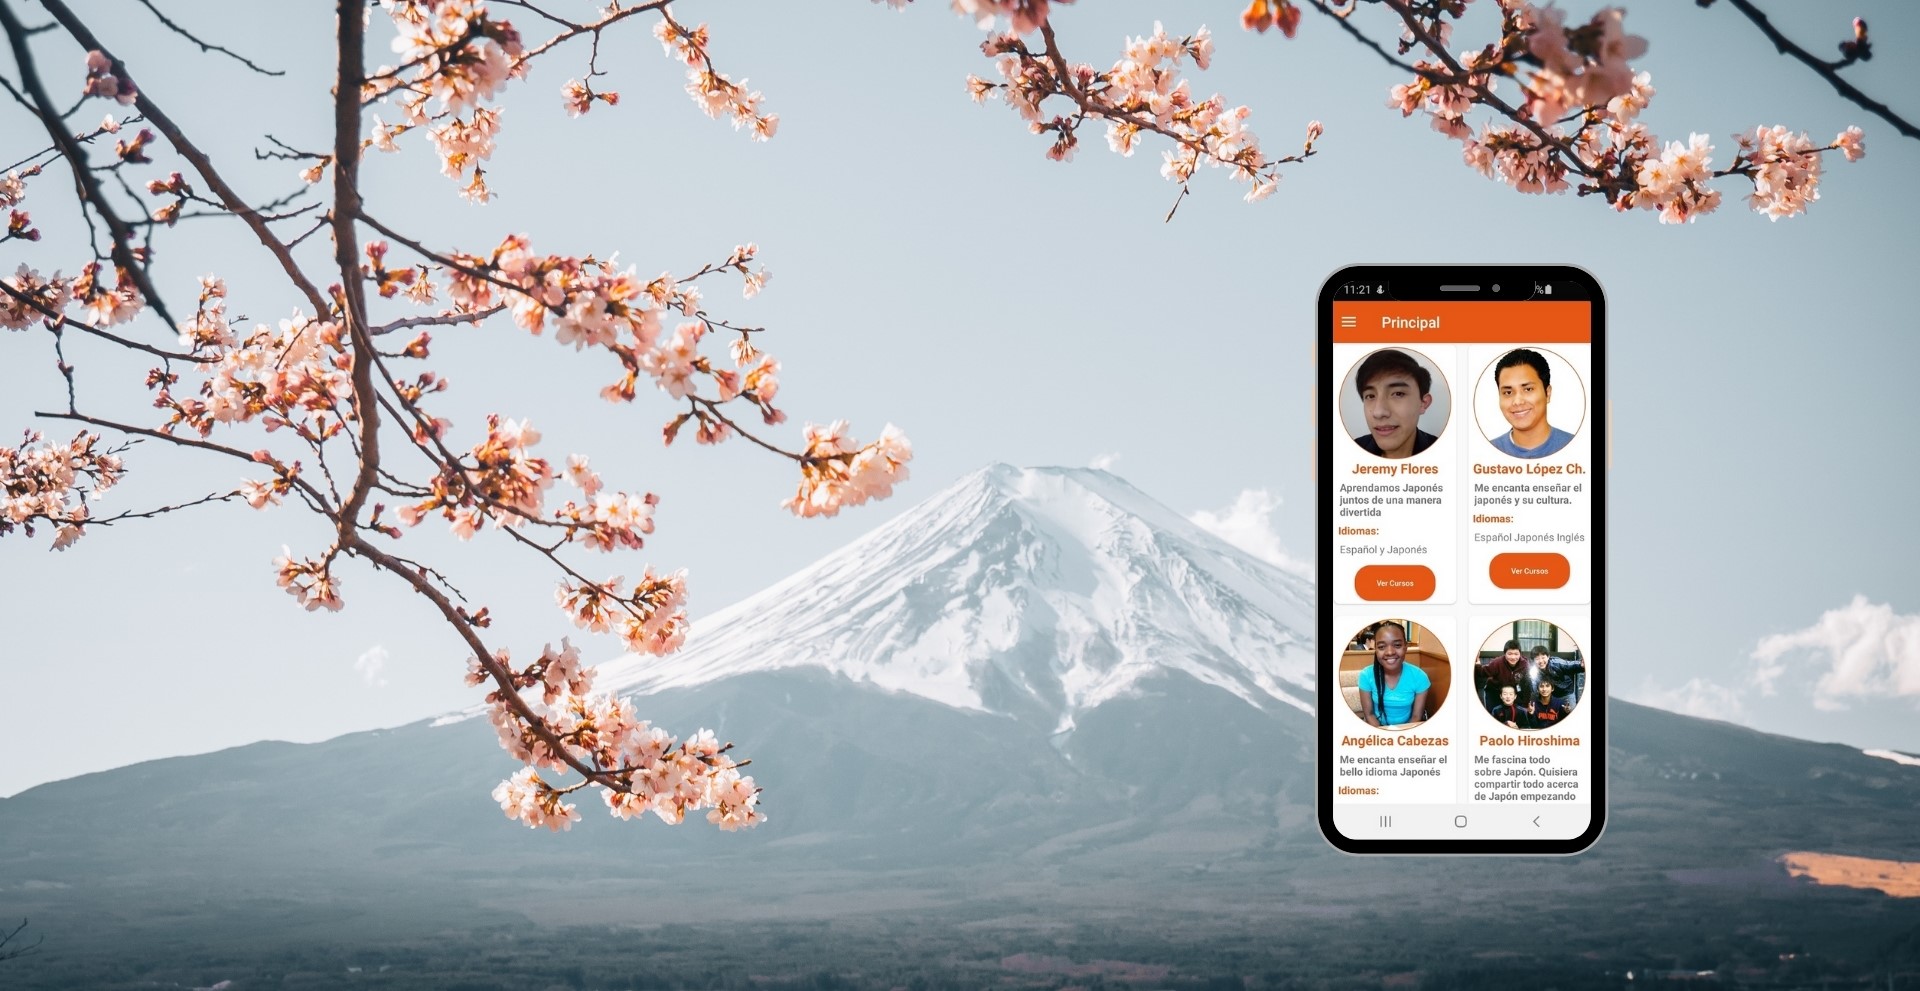 11:21
%
Principal
Jeremy Flores
Aprendamos Japonés
juntos de una manera
divertida
Idiomas:
Español y Japonés
Ver Cursos
Gustavo López Ch.
Me encanta enseñar el
japonés y su cultura.
Idiomas:
Español Japonés Inglés
Ver Cursos
Angélica Cabezas
Me encanta enseñar el
bello idioma Japonés
Idiomas:
Paolo Hiroshima
Me fascina todo
sobre Japón. Quisiera
compartir todo acerca
de Japón empezando